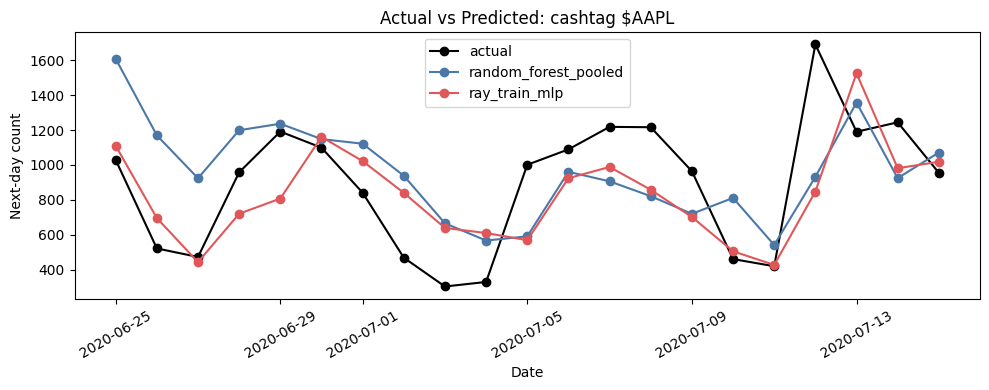 Actual vs Predicted: cashtag $AAPL
actual
random_forest_pooled
ray_train_mlp
Next-day count
1600
1400
1200
1000
800
600
400
2020-06-25
2020-06-29
2020-07-01
2020-07-05
2020-07-09
2020-07-13
Date